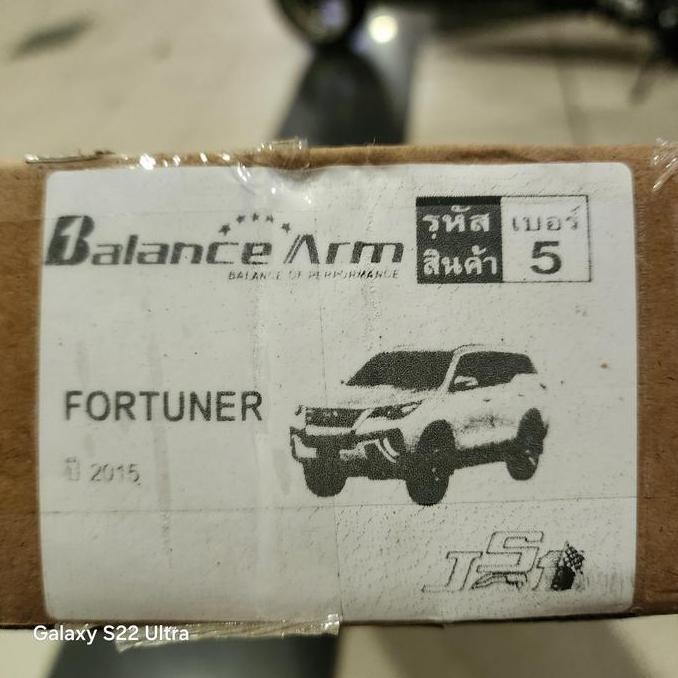 Balance Arm
BALANCE OF PERFORMANCE
รหัส
สินค้า
เบอร์
5
FORTUNER
ปี 2015
JS1
Galaxy S22 Ultra